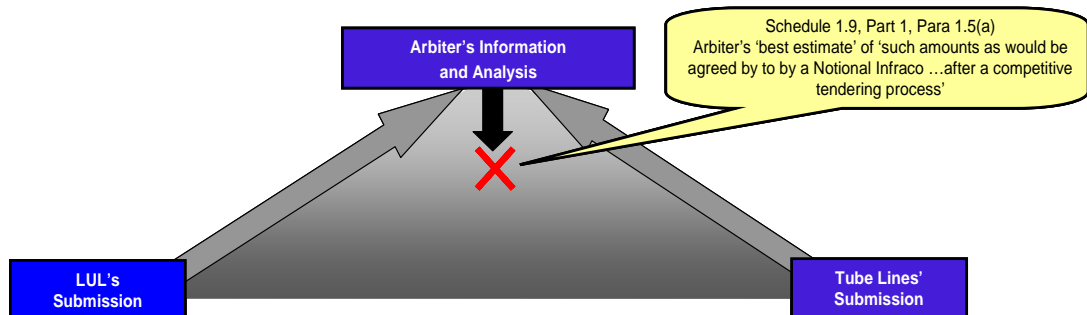 Schedule 1.9, Part 1, Para 1.5(a)
Arbiter's ‘best estimate’ of ‘such amounts as would be
agreed by to by a Notional Infraco …after a competitive
tendering process’
Arbiter's Information
and Analysis
LUL's
Submission
Tube Lines'
Submission